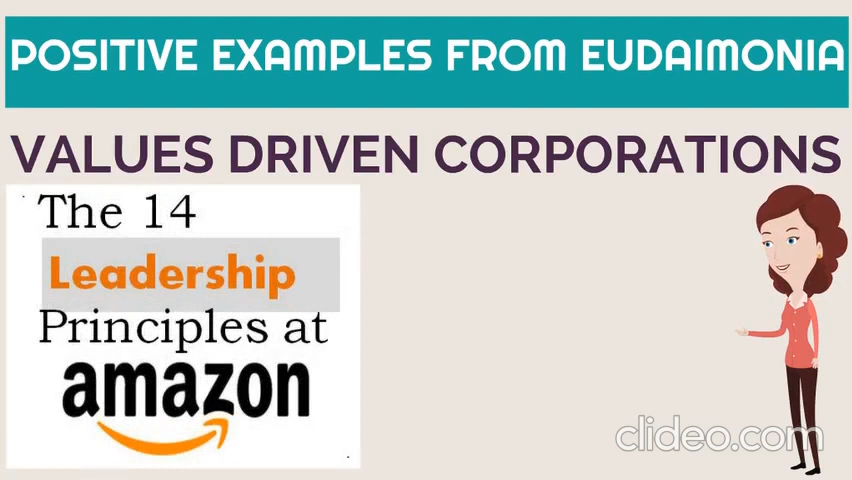 POSITIVE EXAMPLES FROM EUDAIMONIA
VALUES DRIVEN CORPORATIONS
The 14
Leadership
Principles at
amazon
clideo.com